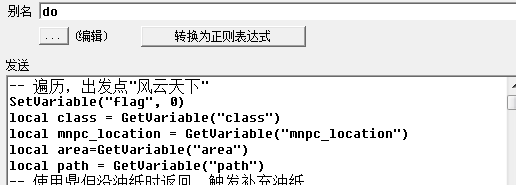 别名 do
... (编辑) 转换为正则表达式
发送
-- 遍历，出发点"风云天下"
SetVariable("flag", 0)
local class = GetVariable("class")
local mnpc_location = GetVariable("mnpc_location")
local area=GetVariable("area")
local path = GetVariable("path")
-- 使用鼎但沿油纸时返回，触发补充油纸